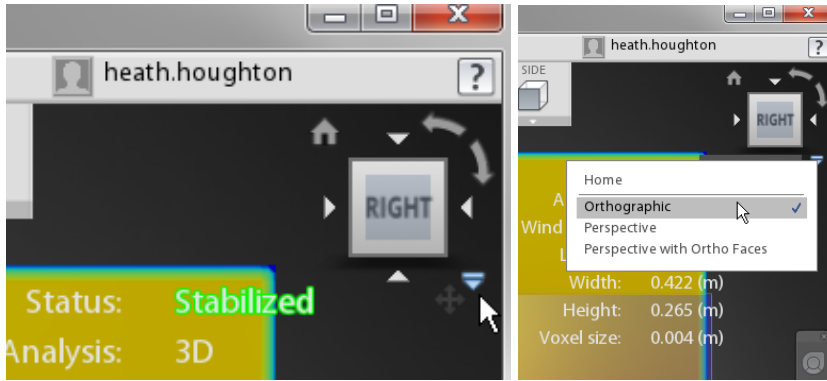 heath.houghton
?
RIGHT
Status: Stabilized
Analysis: 3D
heath.houghton
?
SIDE
RIGHT
Home
Orthographic
Perspective
Perspective with Ortho Faces
A
Wind
L
Width: 0.422 (m)
Height: 0.265 (m)
Voxel size: 0.004 (m)